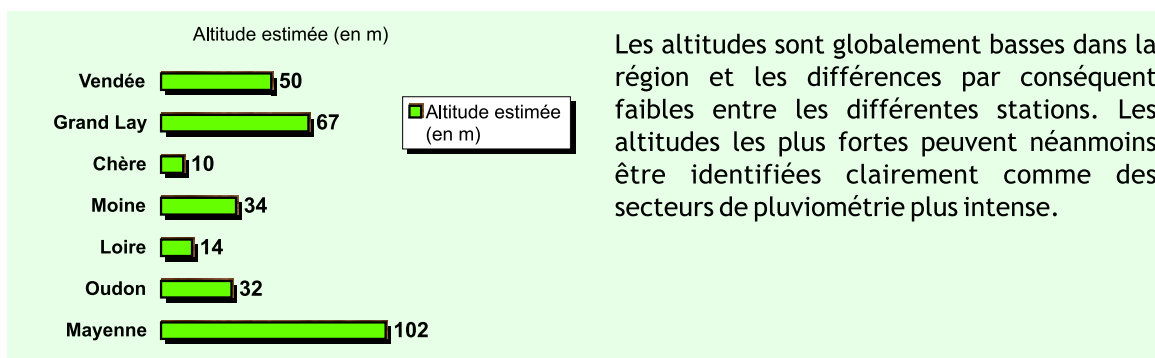 Altitude estimée (en m)
Vendée 50
Grand Lay 67
Chère 10
Moine 34
Loire 14
Oudon 32
Mayenne 102
Altitude estimée
(en m)
Les altitudes sont globalement basses dans la
région et les différences par conséquent
faibles entre les différentes stations. Les
altitudes les plus fortes peuvent néanmoins
être identifiées clairement comme des
secteurs de pluviométrie plus intense.